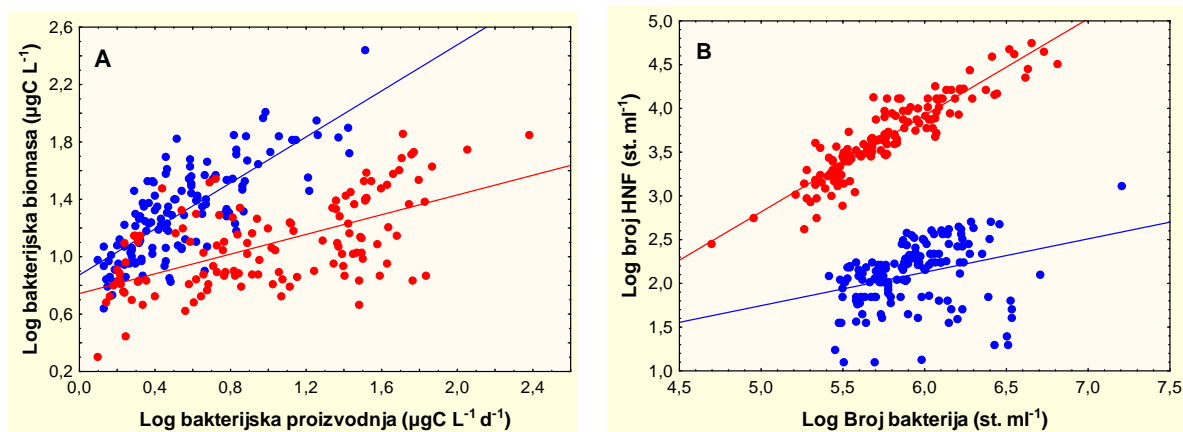 A
Log bakterijska biomasa (µgC L⁻¹)
2,6
2,2
1,8
1,4
1,0
0,6
0,2
0,0 0,4 0,8 1,2 1,6 2,0 2,4
Log bakterijska proizvodnja (µgC L⁻¹ d⁻¹)
B
Log broj HNF (st. ml⁻¹)
5,0
4,5
4,0
3,5
3,0
2,5
2,0
1,5
1,0
4,5 5,0 5,5 6,0 6,5 7,0 7,5
Log Broj bakterija (st. ml⁻¹)